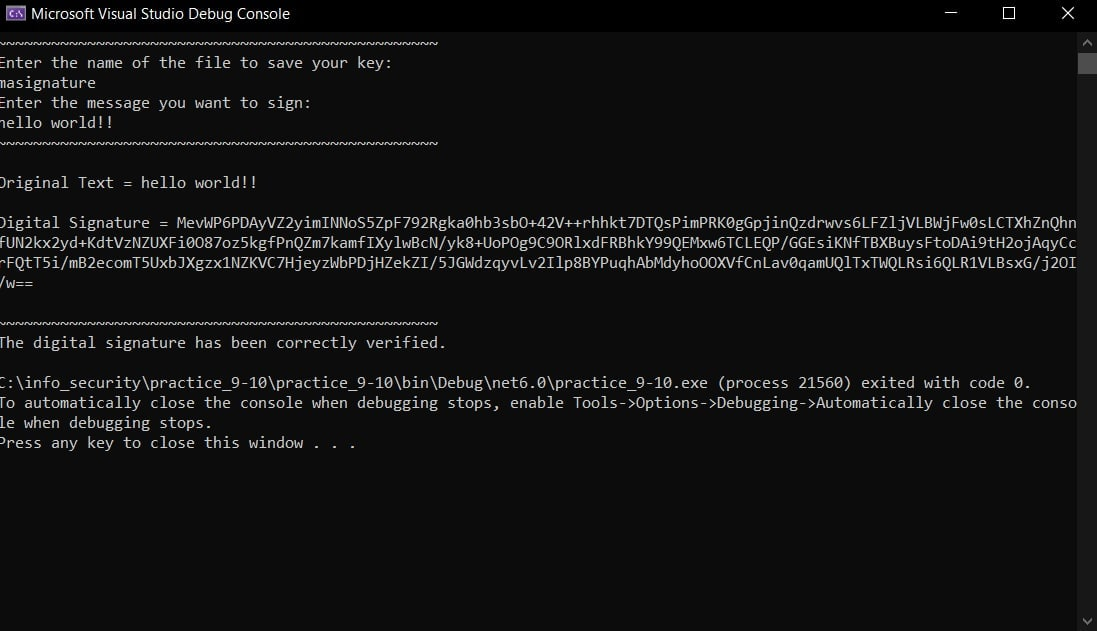 Microsoft Visual Studio Debug Console
~~~~~~~~~~~~~~~~~~~~~~~~~~~~~~~~~~~~~~~~~~~~~~~~~
Enter the name of the file to save your key:
masignature
Enter the message you want to sign:
hello world!!
~~~~~~~~~~~~~~~~~~~~~~~~~~~~~~~~~~~~~~~~~~~~~~~~~
Original Text = hello world!!
Digital Signature = MevWP6PDAyVZ2yimINNoS5ZpF792Rgka0hb3sbO+42V++rhhkt7DTQsPimPRK0gGpjinQzdrwvs6LFZljVLBWjFw0sLCTXhZnQhn
fUN2kx2yd+KdtVzNZUXFi0O87oz5kgfPnQZm7kamfIXylwBcN/yk8+UoPOg9C9ORlxdFRBhkY99QEMxw6TCLEQP/GGEsiKNfTBXBuysFtoDAi9tH2ojAqyCc
rFQtT5i/mB2ecomT5UxbJXgzx1NZKVC7HjeyzWbPDjHZekZI/5JGWdzqyvLv2Ilp8BYPuqhAbMdyhoOOXVfCnLav0qamUQlTxTWQLRsi6QLR1VLBsxG/j2OI
/w==
~~~~~~~~~~~~~~~~~~~~~~~~~~~~~~~~~~~~~~~~~~~~~~~~~
The digital signature has been correctly verified.
C:\info_security\practice_9-10\practice_9-10\bin\Debug\net6.0\practice_9-10.exe (process 21560) exited with code 0.
To automatically close the console when debugging stops, enable Tools->Options->Debugging->Automatically close the conso
le when debugging stops.
Press any key to close this window . . .